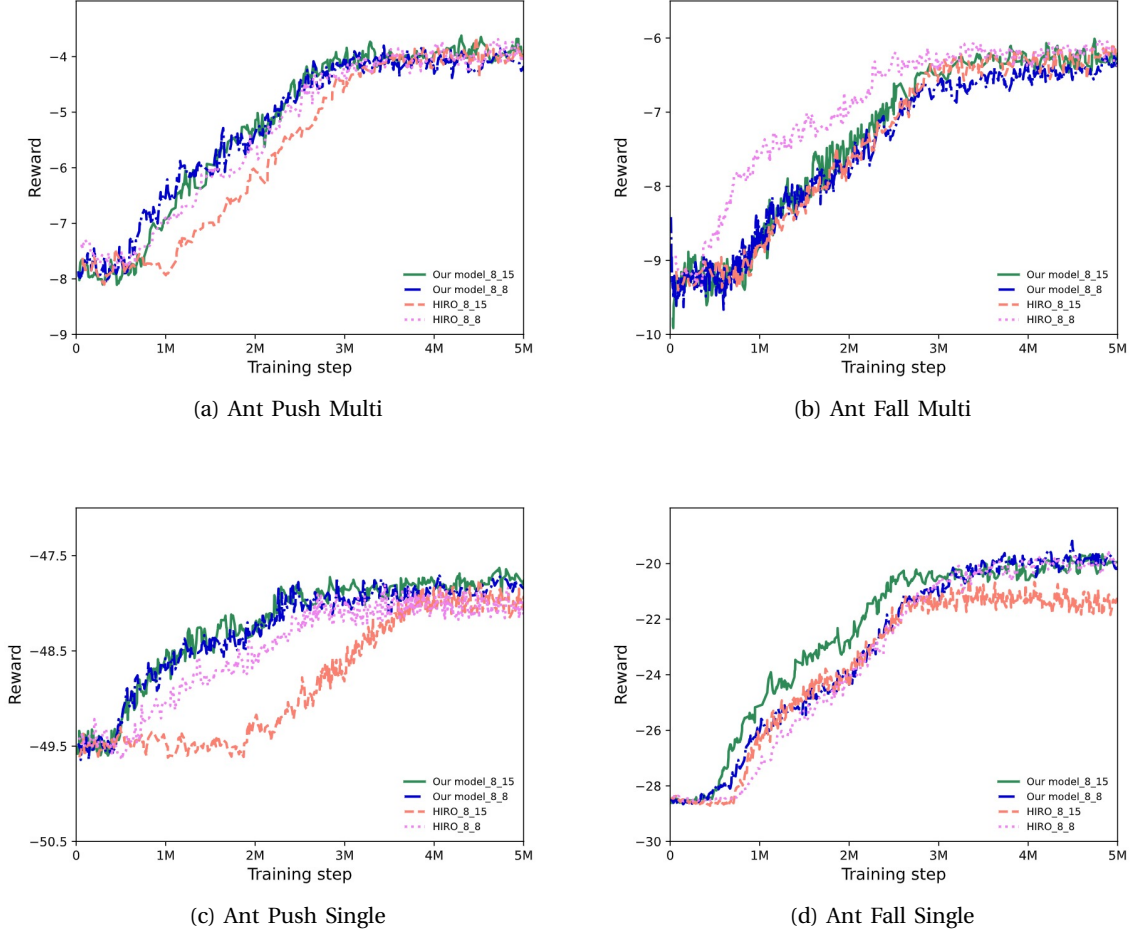 −4
−5
−6
−7
−8
−9
Reward
0 1M 2M 3M 4M 5M
Training step
Our model_8_15
Our model_8_8
HIRO_8_15
HIRO_8_8
(a) Ant Push Multi
−6
−7
−8
−9
−10
Reward
0 1M 2M 3M 4M 5M
Training step
Our model_8_15
Our model_8_8
HIRO_8_15
HIRO_8_8
(b) Ant Fall Multi
−47.5
−48.5
−49.5
−50.5
Reward
0 1M 2M 3M 4M 5M
Training step
Our model_8_15
Our model_8_8
HIRO_8_15
HIRO_8_8
(c) Ant Push Single
−20
−22
−24
−26
−28
−30
Reward
0 1M 2M 3M 4M 5M
Training step
Our model_8_15
Our model_8_8
HIRO_8_15
HIRO_8_8
(d) Ant Fall Single